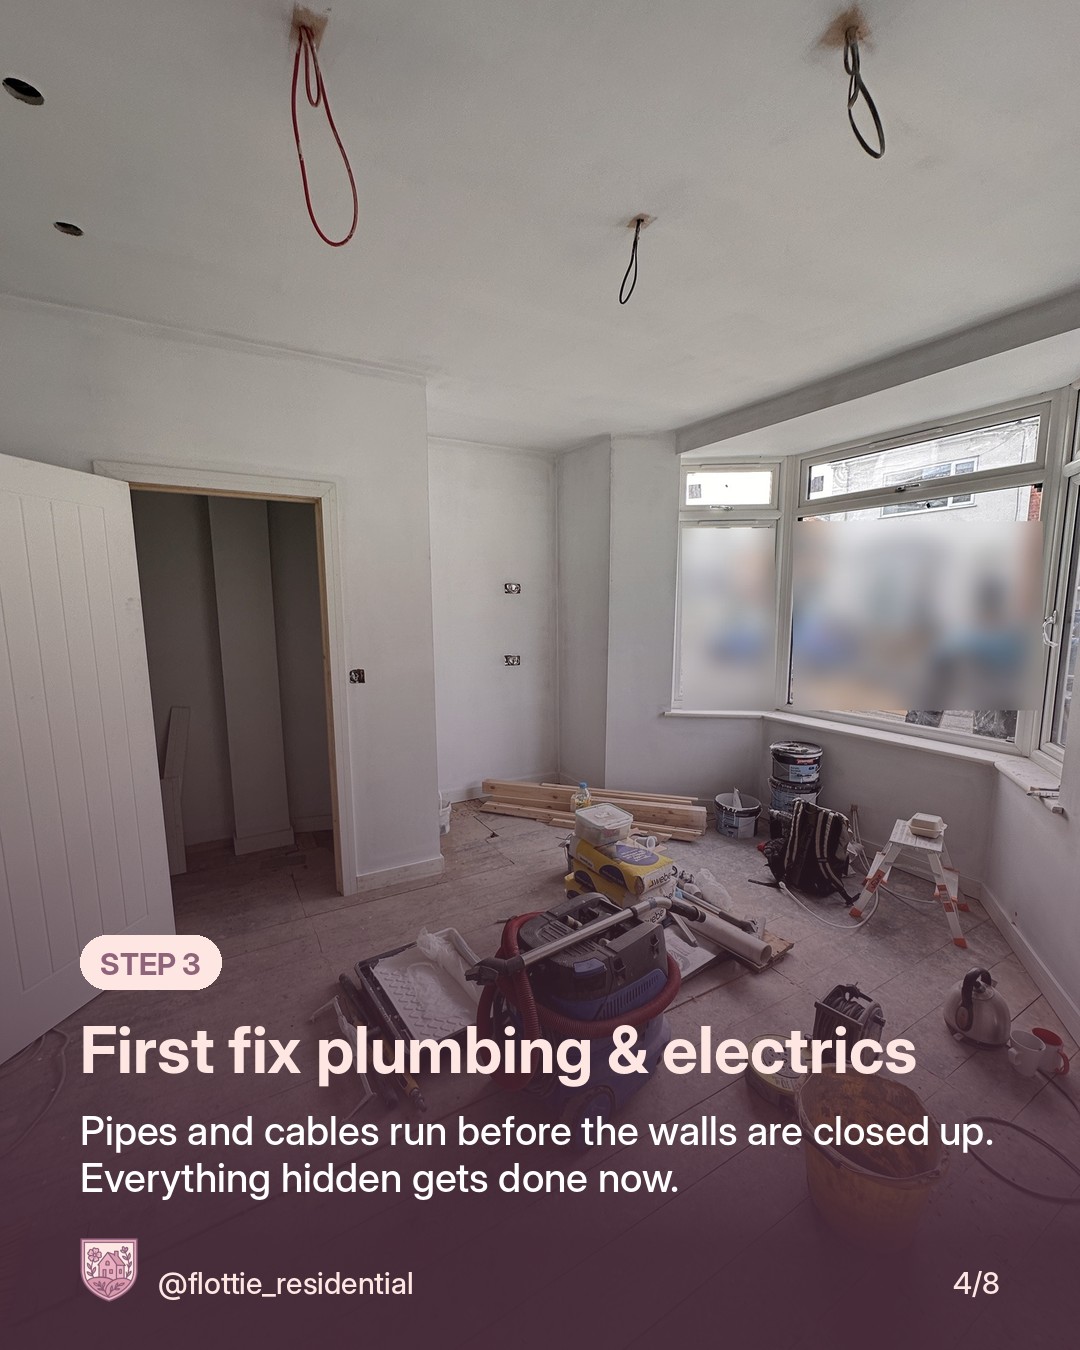 STEP 3
First fix plumbing & electrics
Pipes and cables run before the walls are closed up.
Everything hidden gets done now.
@flottie_residential
4/8